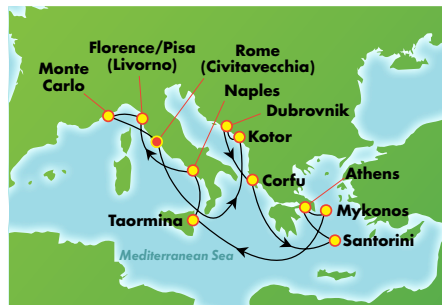 Florence/Pisa
(Livorno)
Rome
(Civitavecchia)
Monte
Carlo
Naples
Dubrovnik
Kotor
Athens
Corfu
Mykonos
Taormina
Santorini
Mediterranean Sea